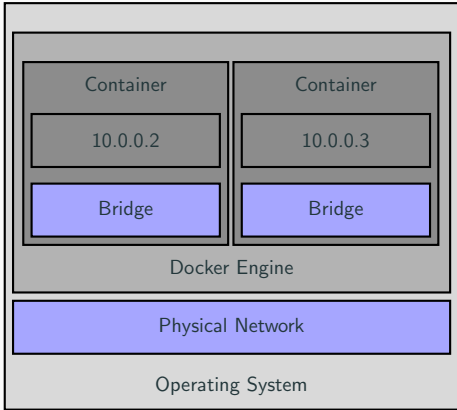 Container Container
10.0.0.2 10.0.0.3
Bridge Bridge
Docker Engine
Physical Network
Operating System